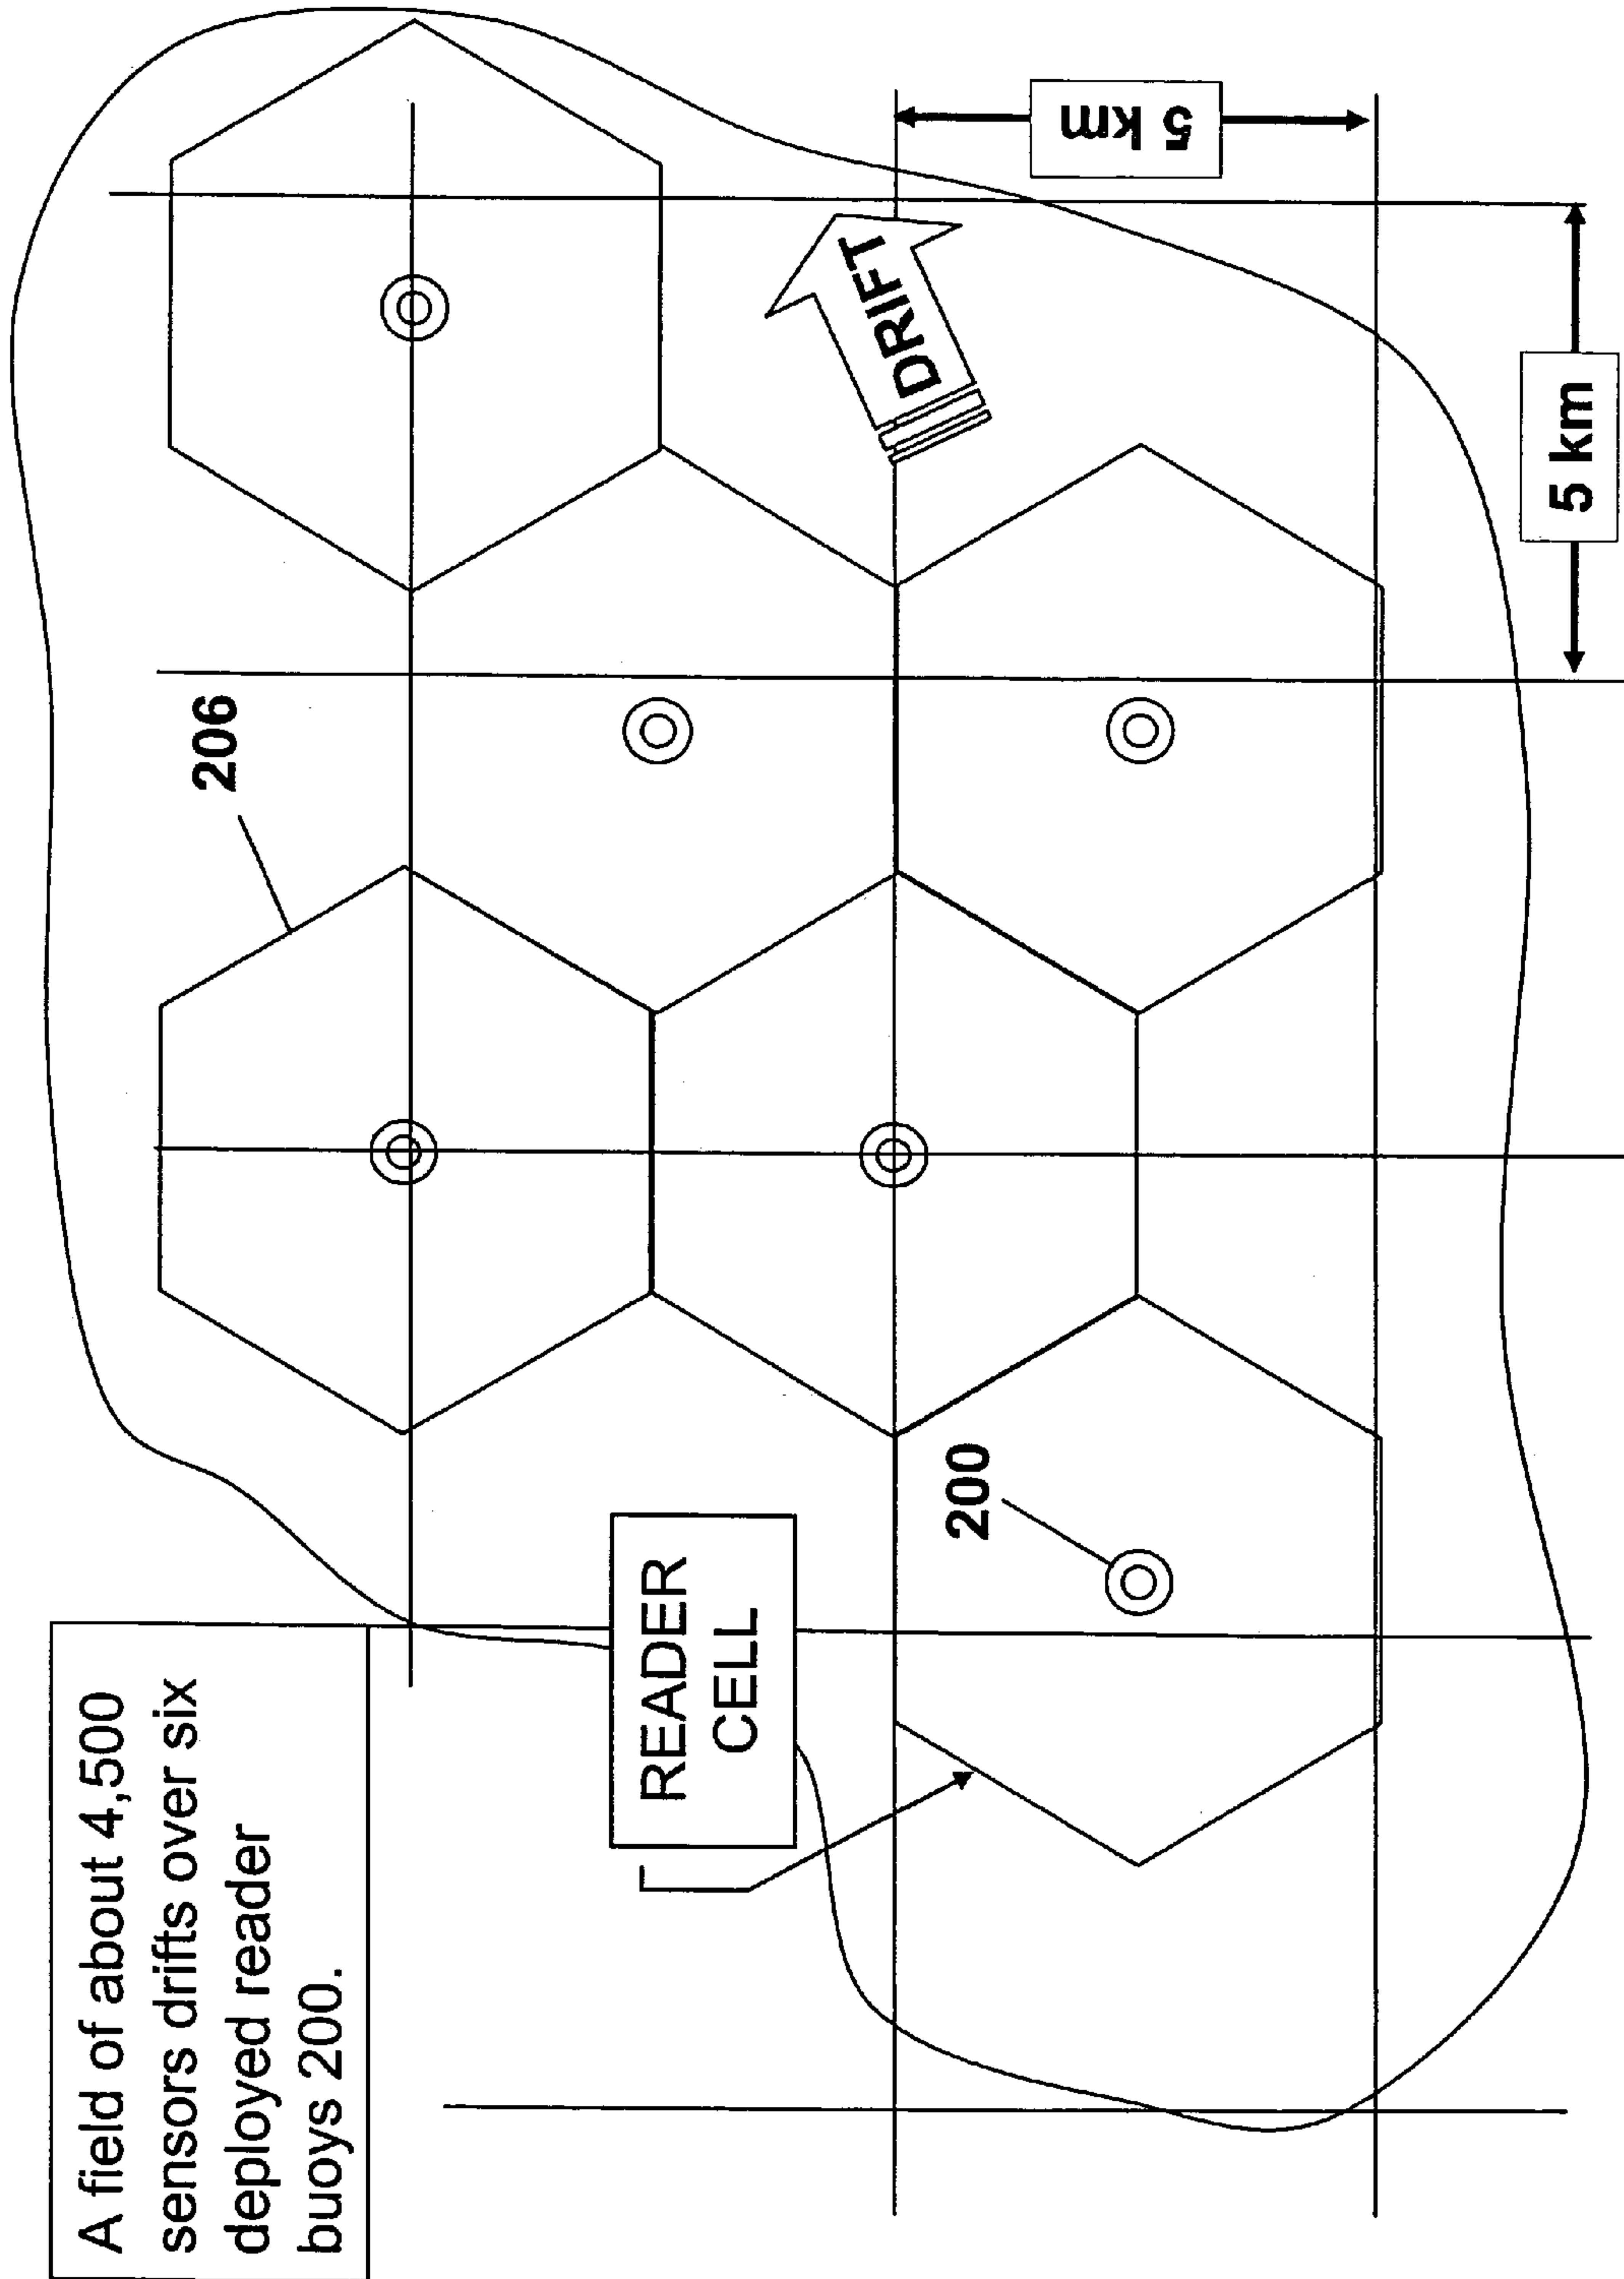 A field of about 4,500
sensors drifts over six
deployed reader
buoys 200.
READER
CELL
200
206
DRIFT
5 km
5 km